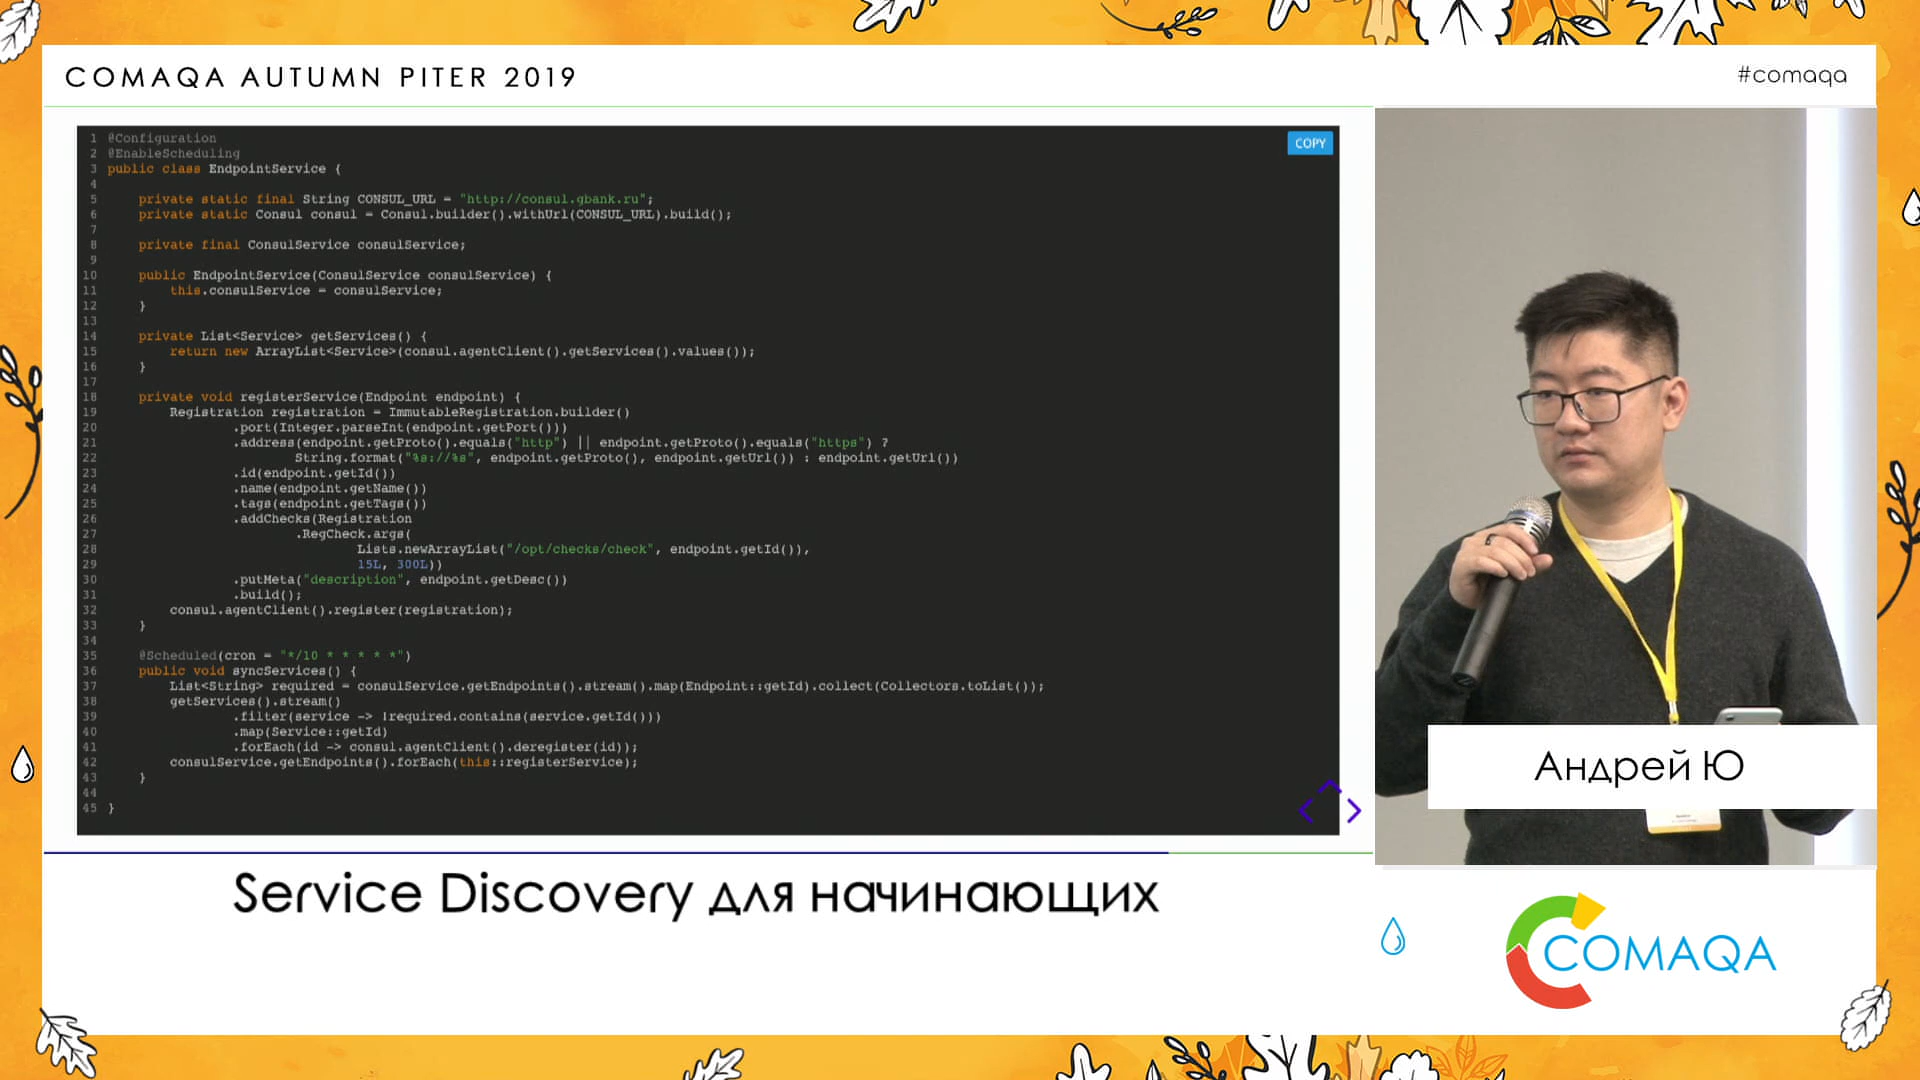 COMAQA AUTUMN PITER 2019
#comaqa
COPY
1 @Configuration
2 @EnableScheduling
3 public class EndpointService {
4
5 private static final String CONSUL_URL = "http://consul.gbank.ru";
6 private static Consul consul = Consul.builder().withUrl(CONSUL_URL).build();
7
8 private final ConsulService consulService;
9
10 public EndpointService(ConsulService consulService) {
11 this.consulService = consulService;
12 }
13
14 private List<Service> getServices() {
15 return new ArrayList<Service>(consul.agentClient().getServices().values());
16 }
17
18 private void registerService(Endpoint endpoint) {
19 Registration registration = ImmutableRegistration.builder()
20 .port(Integer.parseInt(endpoint.getPort()))
21 .address(endpoint.getProto().equals("http") || endpoint.getProto().equals("https") ?
22 String.format("%s://%s", endpoint.getProto(), endpoint.getUrl()) : endpoint.getUrl())
23 .id(endpoint.getId())
24 .name(endpoint.getName())
25 .tags(endpoint.getTags())
26 .addChecks(Registration
27 .RegCheck.args(
28 Lists.newArrayList("/opt/checks/check", endpoint.getId()),
29 15L, 300L))
30 .putMeta("description", endpoint.getDesc())
31 .build();
32 consul.agentClient().register(registration);
33 }
34
35 @Scheduled(cron = "*/10 * * * * *")
36 public void syncServices() {
37 List<String> required = consulService.getEndpoints().stream().map(Endpoint::getId).collect(Collectors.toList());
38 getServices().stream()
39 .filter(service -> !required.contains(service.getId()))
40 .map(Service::getId)
41 .forEach(id -> consul.agentClient().deregister(id));
42 consulService.getEndpoints().forEach(this::registerService);
43 }
44
45 }
Андрей Ю
Service Discovery для начинающих
COMAQA